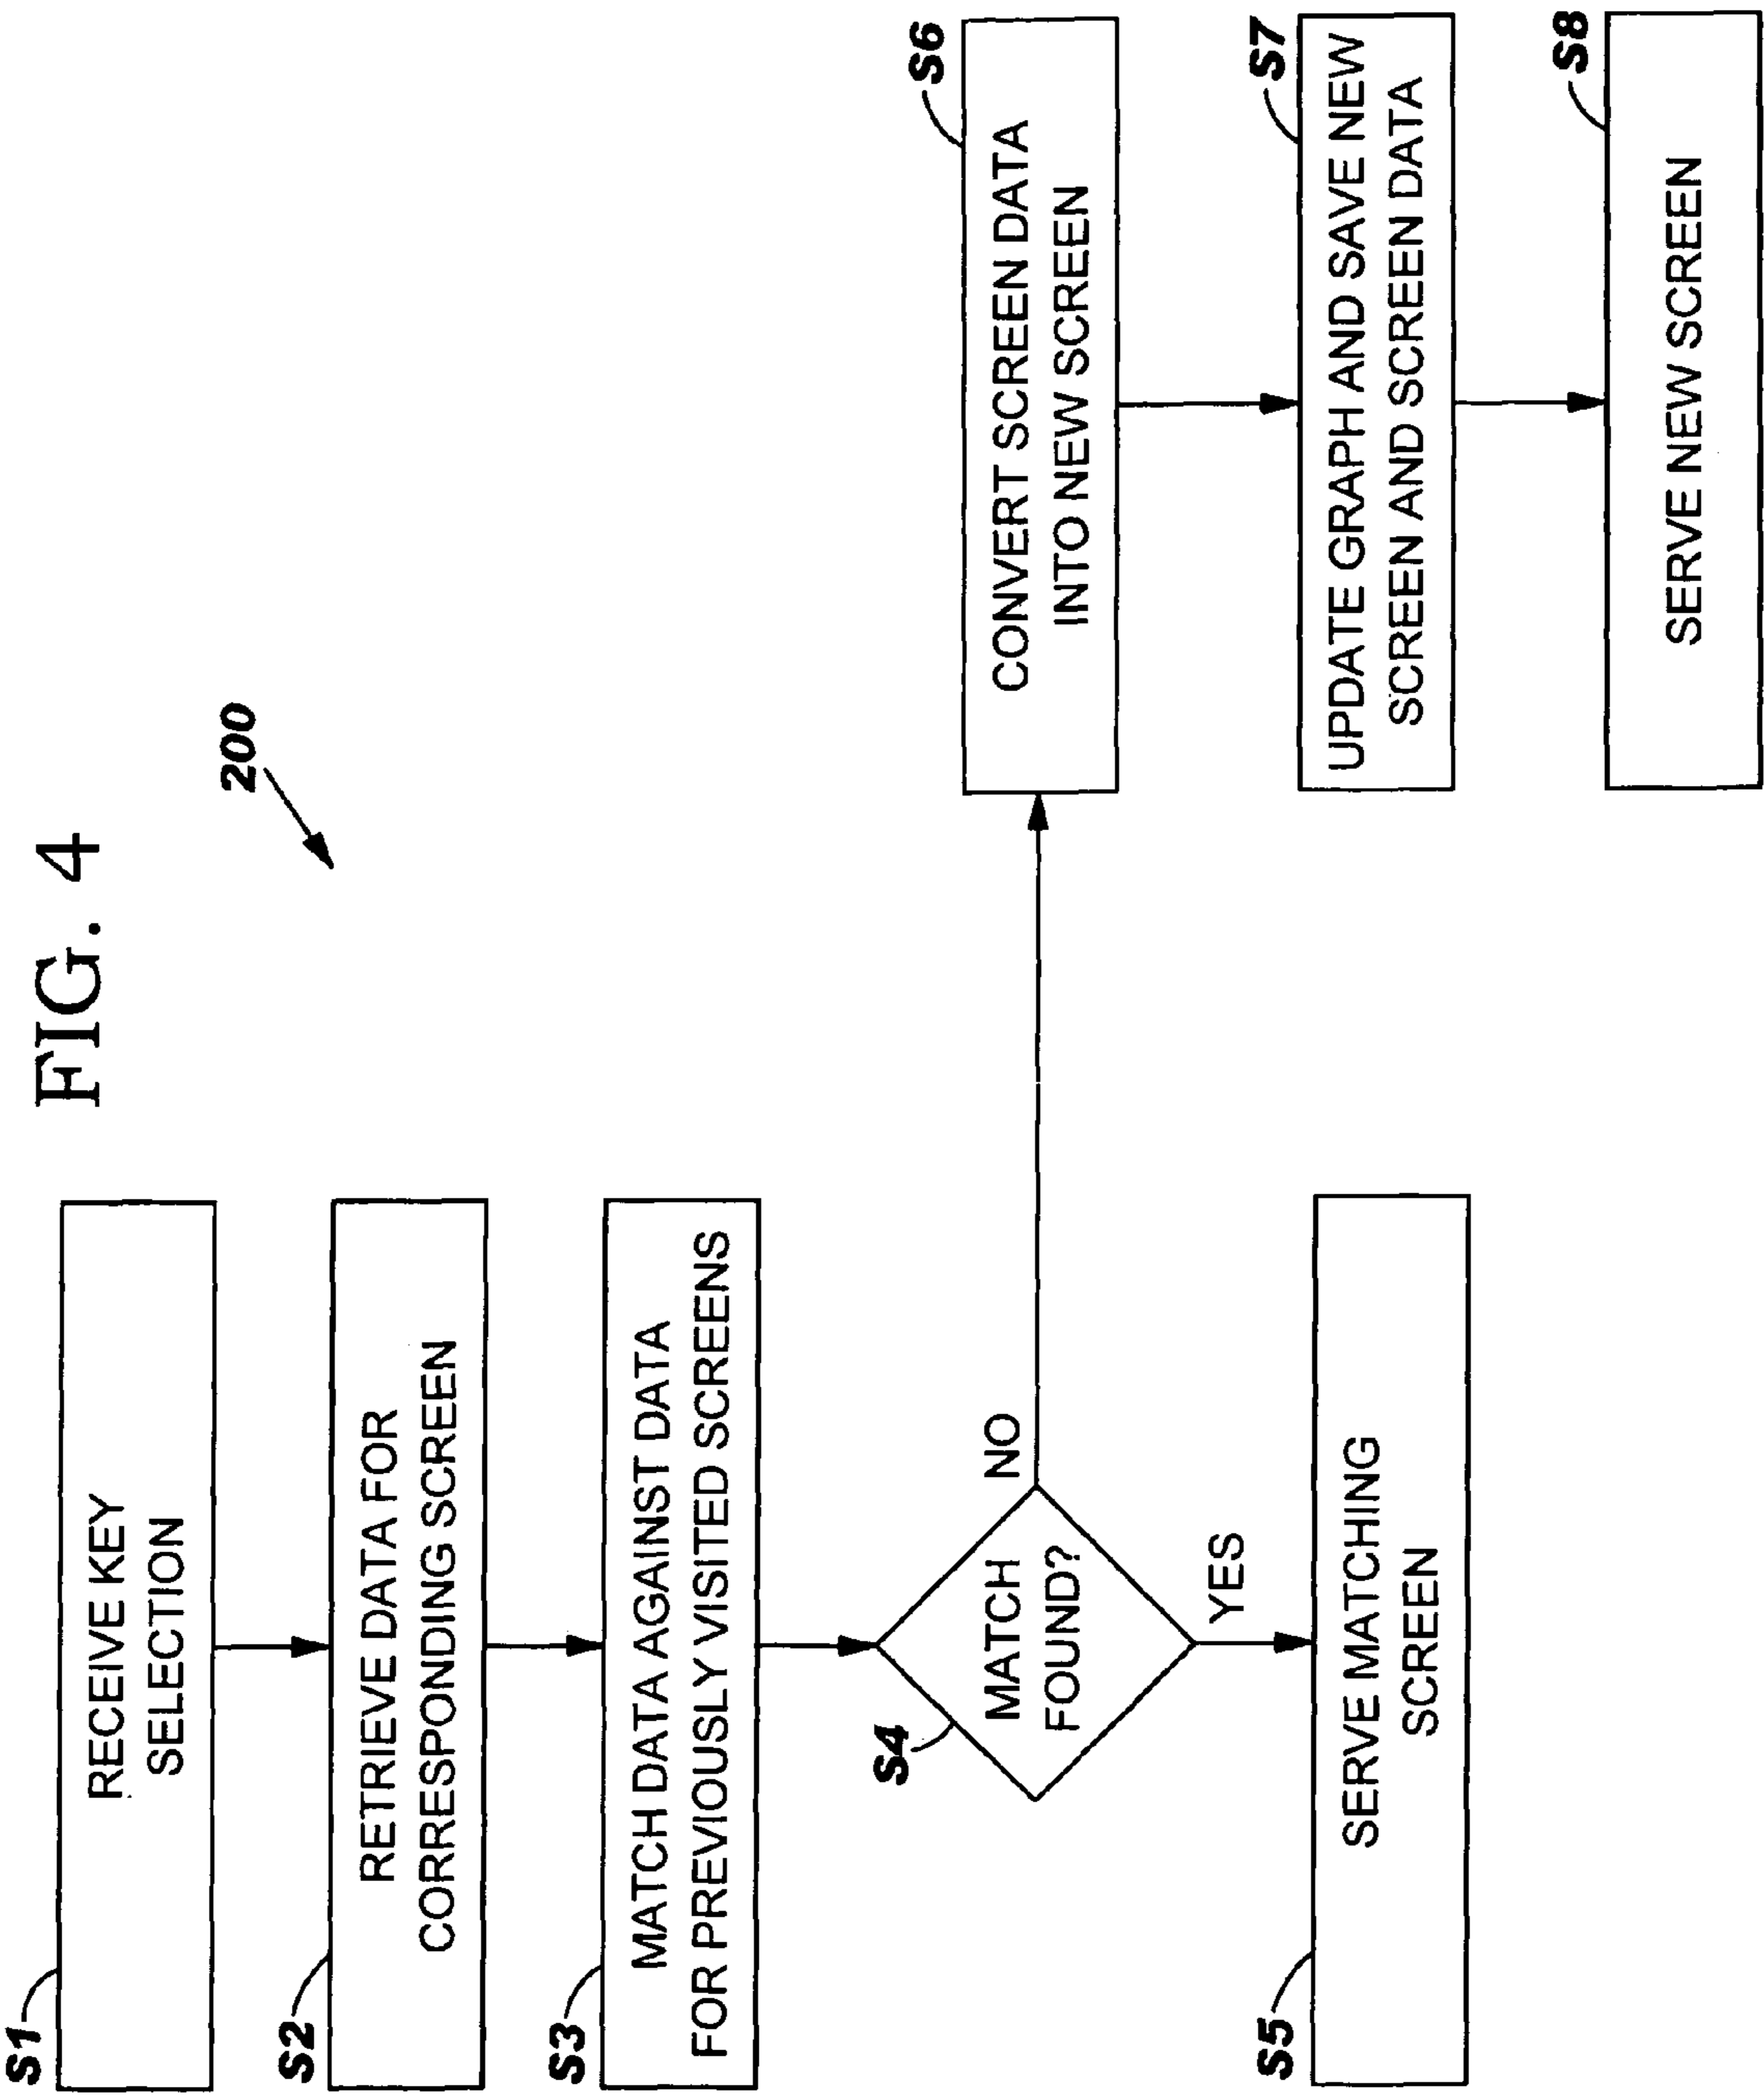 FIG. 4
200
S1
RECEIVE KEY
SELECTION
S2
RETRIEVE DATA FOR
CORRESPONDING SCREEN
S3
MATCH DATA AGAINST DATA
FOR PREVIOUSLY VISITED SCREENS
S4
MATCH
FOUND?
NO
YES
S5
SERVE MATCHING
SCREEN
S6
CONVERT SCREEN DATA
INTO NEW SCREEN
S7
UPDATE GRAPH AND SAVE NEW
SCREEN AND SCREEN DATA
S8
SERVE NEW SCREEN